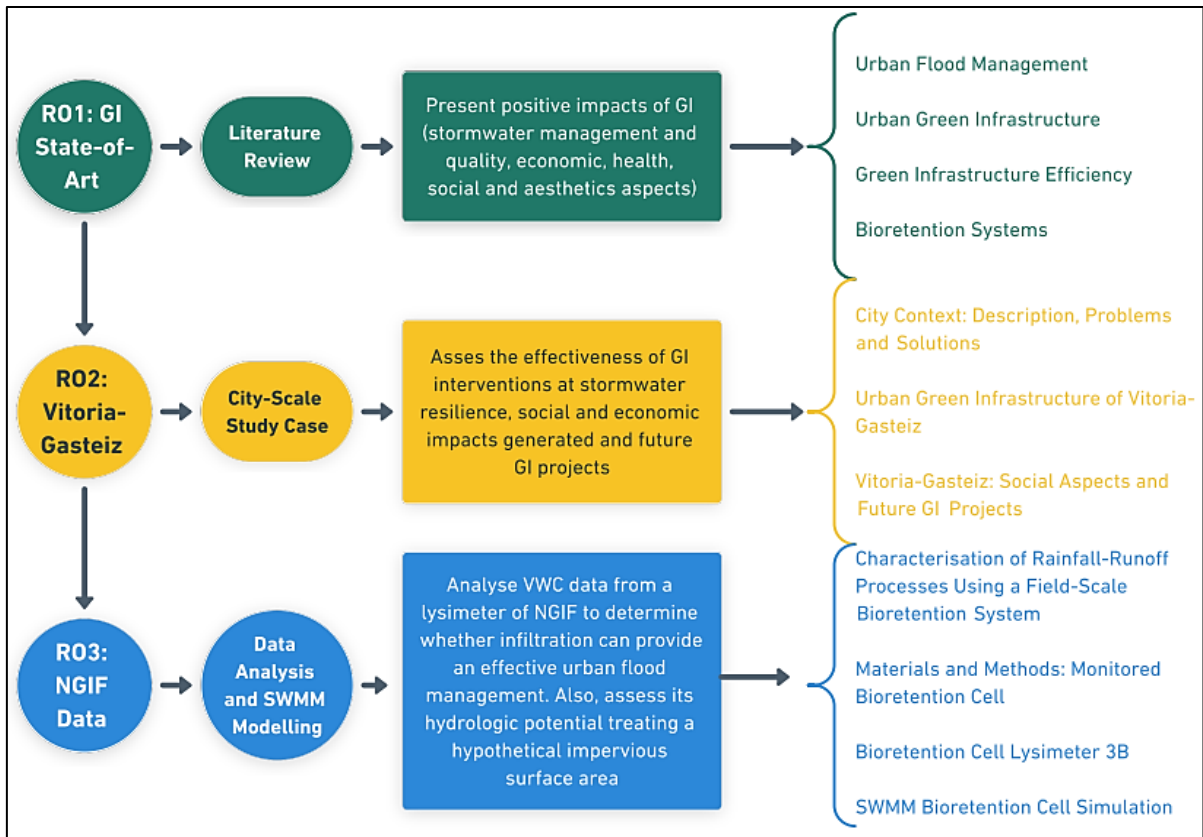 RO1: GI
State-of-
Art
Literature
Review
Present positive impacts of GI
(stormwater management and
quality, economic, health,
social and aesthetics aspects)
Urban Flood Management
Urban Green Infrastructure
Green Infrastructure Efficiency
Bioretention Systems
RO2:
Vitoria-
Gasteiz
City-Scale
Study Case
Asses the effectiveness of GI
interventions at stormwater
resilience, social and economic
impacts generated and future
GI projects
City Context: Description, Problems
and Solutions
Urban Green Infrastructure of Vitoria-
Gasteiz
Vitoria-Gasteiz: Social Aspects and
Future GI Projects
RO3:
NGIF
Data
Data
Analysis
and SWMM
Modelling
Analyse VWC data from a
lysimeter of NGIF to determine
whether infiltration can provide
an effective urban flood
management. Also, assess its
hydrologic potential treating a
hypothetical impervious
surface area
Characterisation of Rainfall-Runoff
Processes Using a Field-Scale
Bioretention System
Materials and Methods: Monitored
Bioretention Cell
Bioretention Cell Lysimeter 3B
SWMM Bioretention Cell Simulation